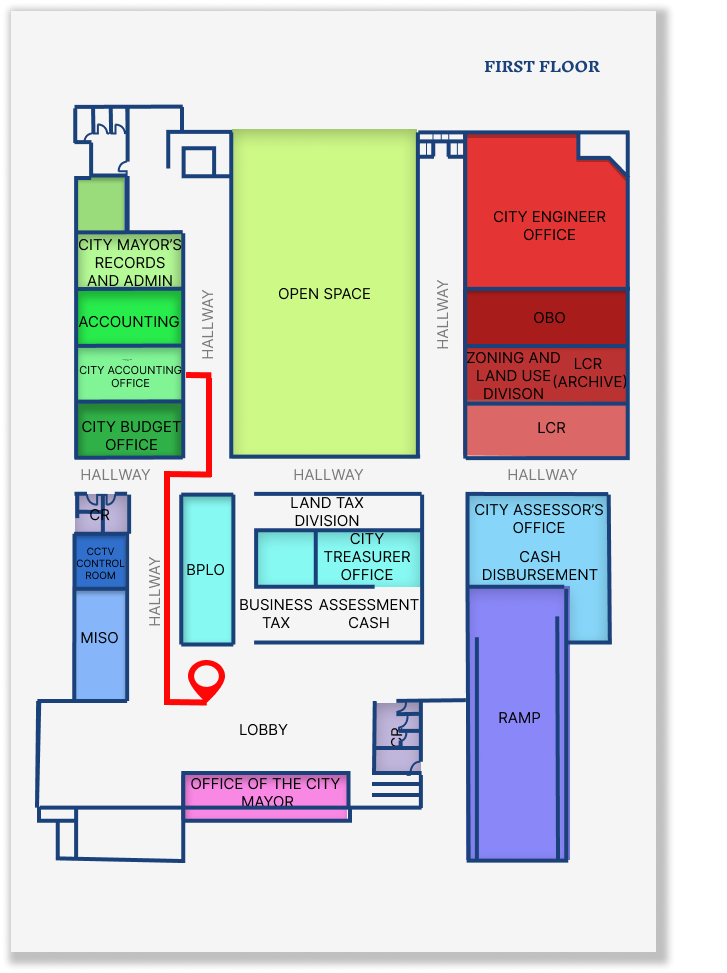 FIRST FLOOR
CITY MAYOR'S
RECORDS
AND ADMIN
ACCOUNTING
CITY ACCOUNTING
OFFICE
CITY BUDGET
OFFICE
HALLWAY
OPEN SPACE
HALLWAY
CITY ENGINEER
OFFICE
OBO
ZONING AND
LAND USE
DIVISON
LCR
(ARCHIVE)
LCR
HALLWAY
HALLWAY
HALLWAY
CR
CCTV
CONTROL
ROOM
MISO
HALLWAY
BPLO
LAND TAX
DIVISION
CITY
TREASURER
OFFICE
BUSINESS
TAX
ASSESSMENT
CASH
CITY ASSESSOR'S
OFFICE
CASH
DISBURSEMENT
RAMP
LOBBY
CR
OFFICE OF THE CITY
MAYOR